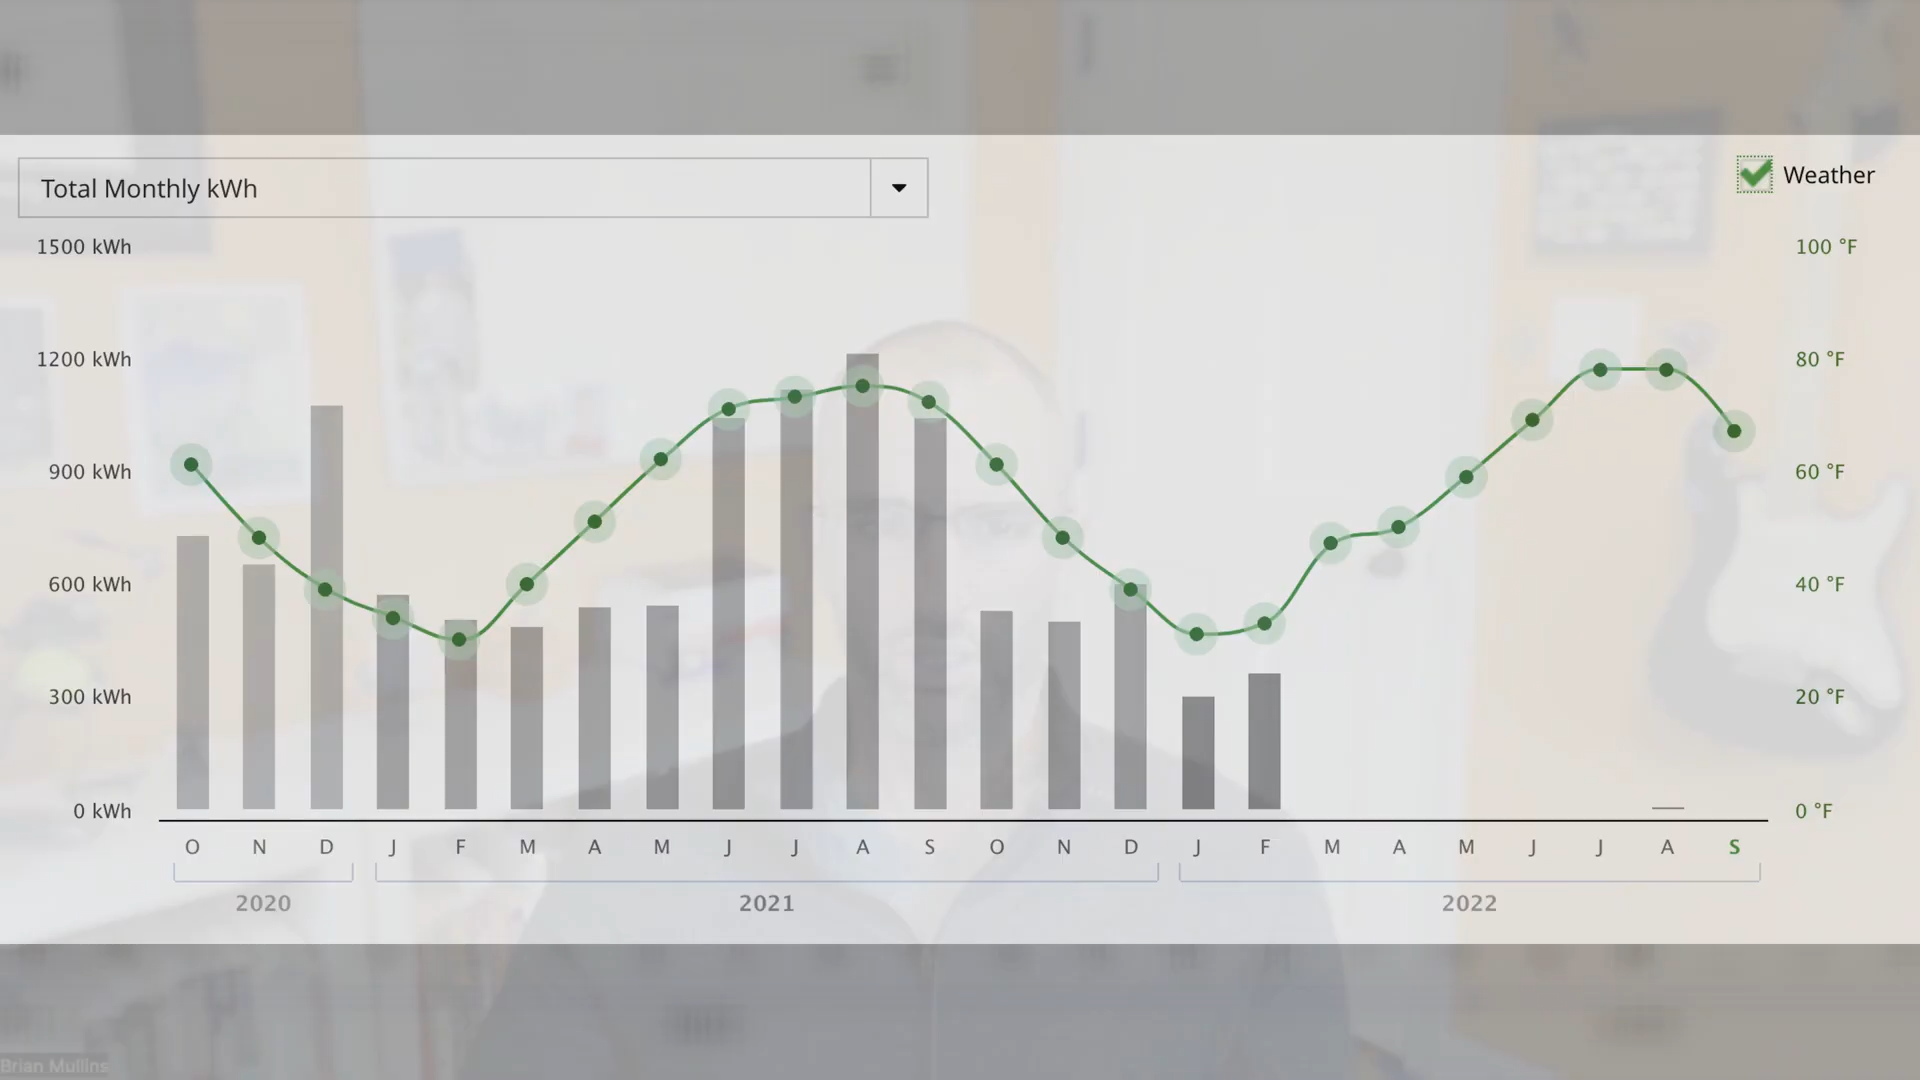 Total Monthly kWh
Weather
1500 kWh 100 °F
1200 kWh 80 °F
900 kWh 60 °F
600 kWh 40 °F
300 kWh 20 °F
0 kWh 0 °F
O N D J F M A M J J A S O N D J F M A M J J A S
2020 2021 2022
Brian Mullins